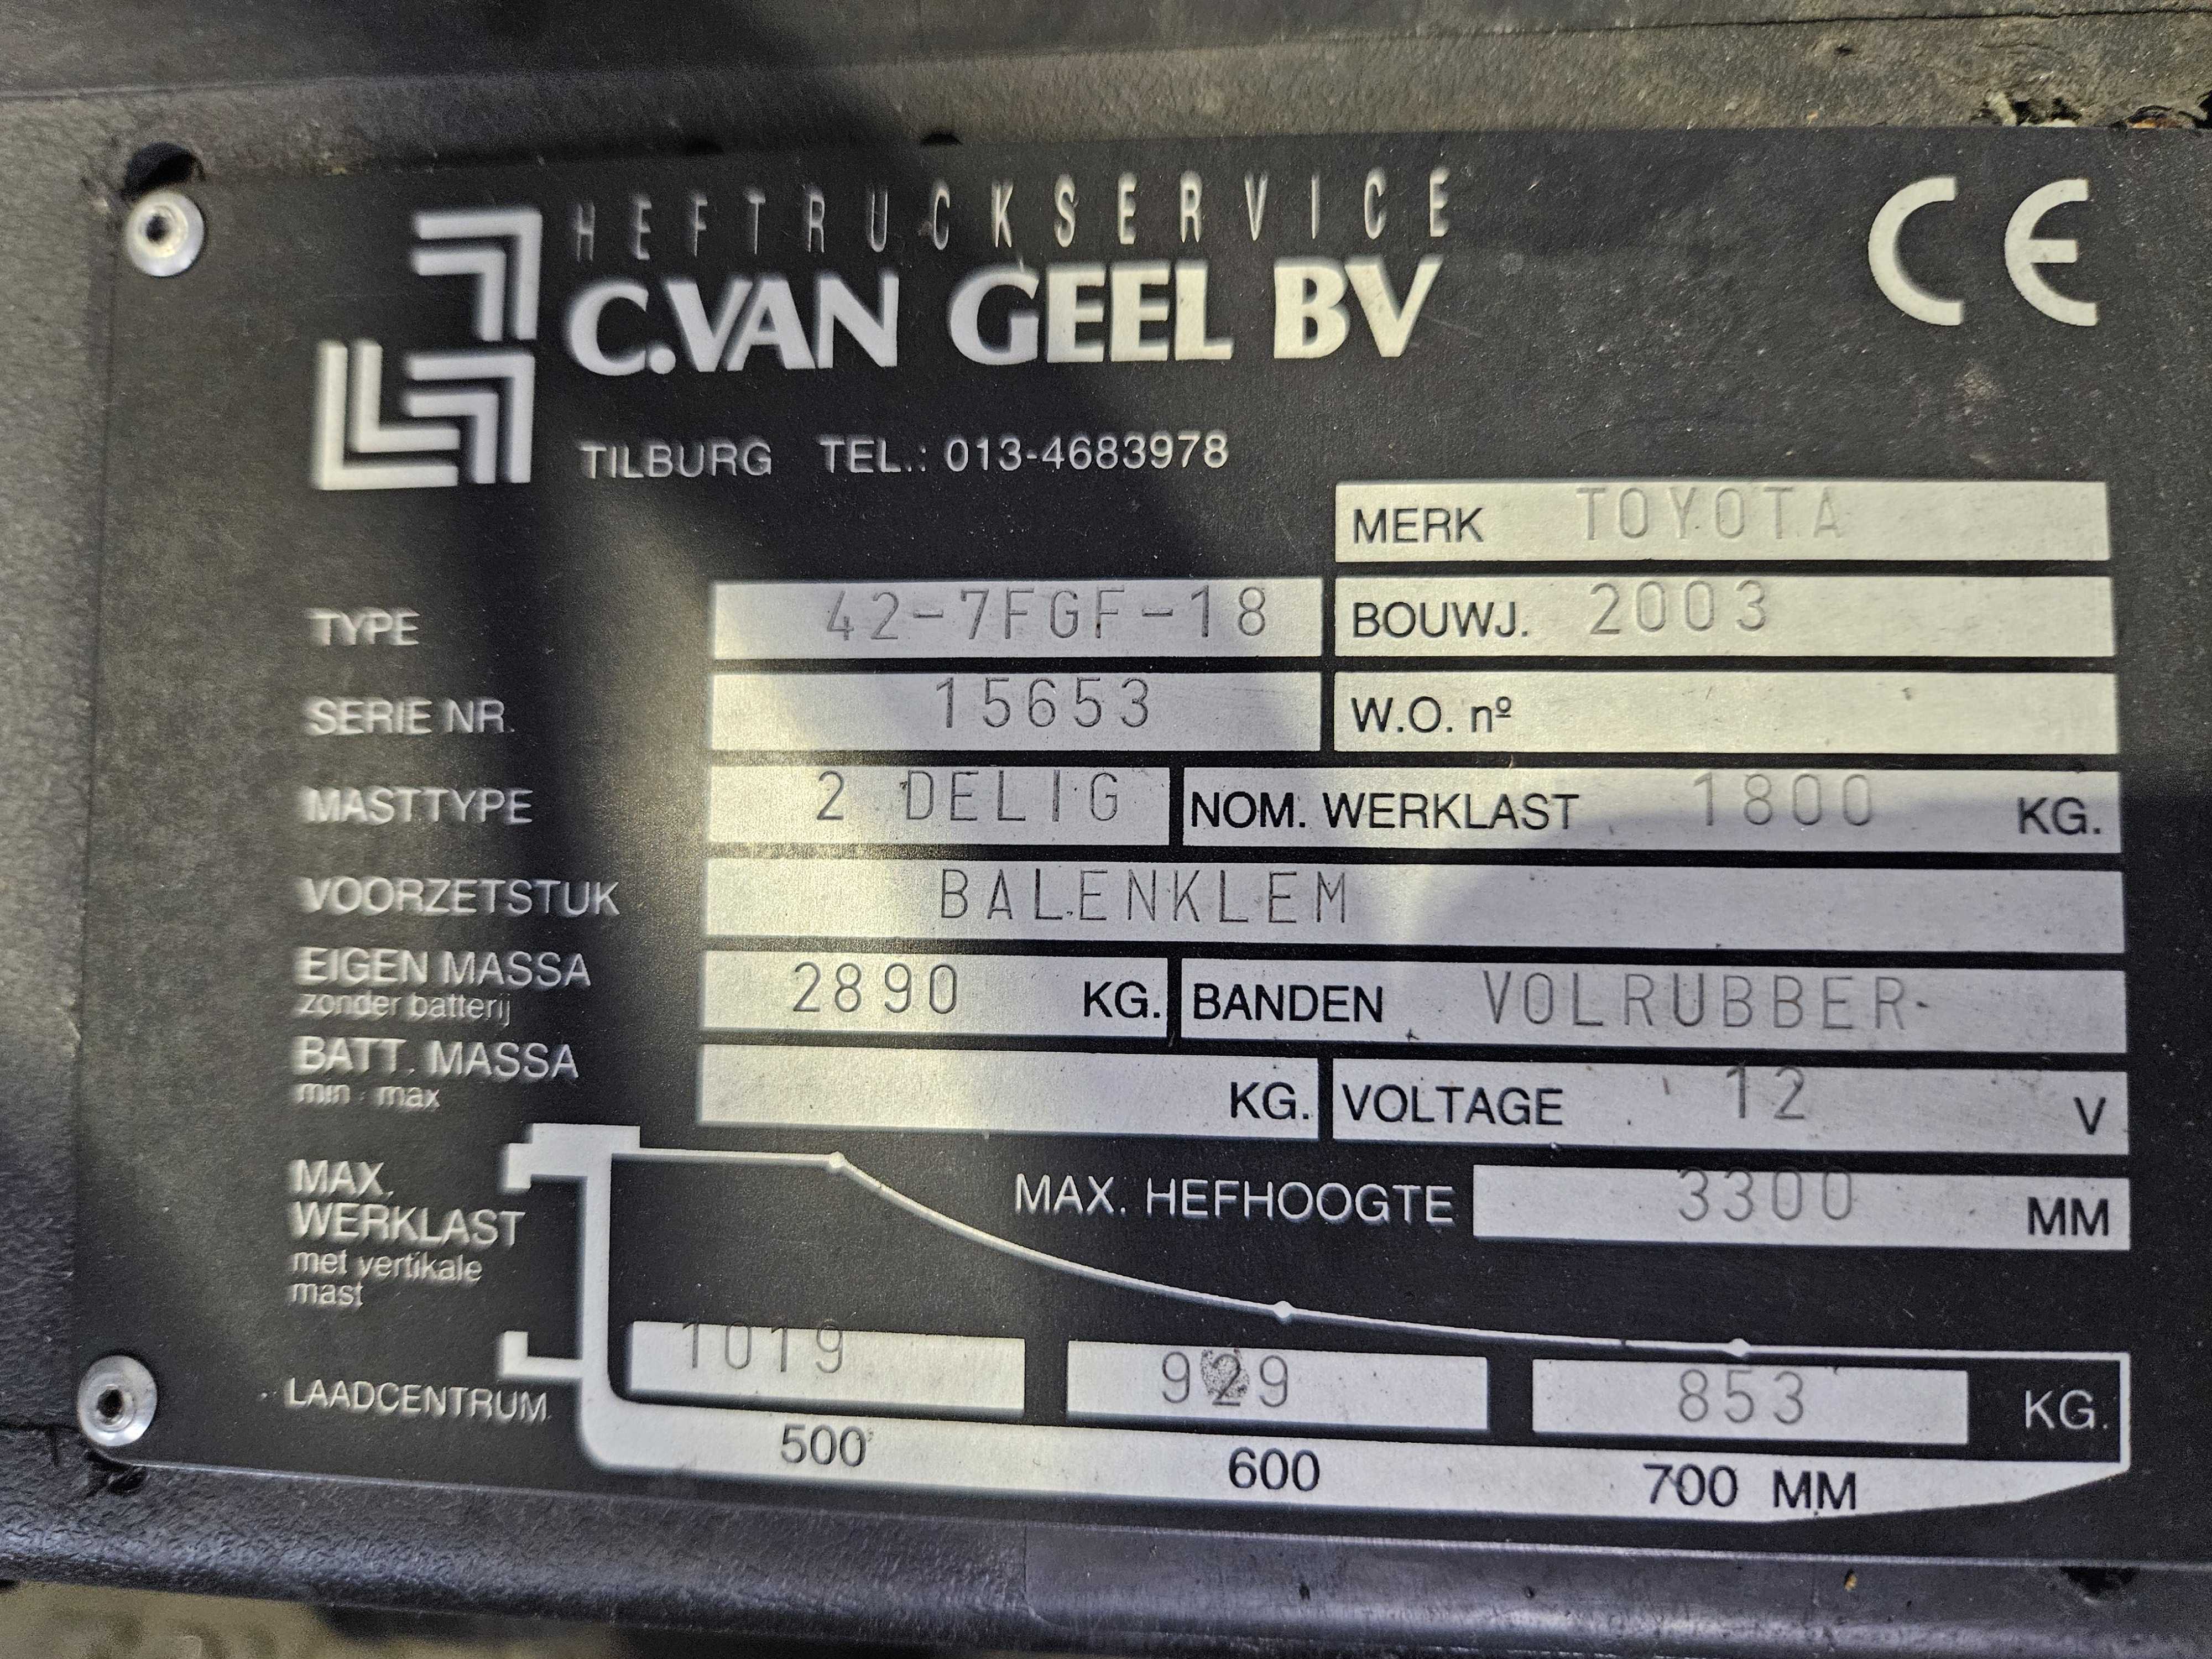 HEFTRUCKSERVICE
C.VAN GEEL BV
CE
TILBURG TEL.: 013-4683978
MERK TOYOTA
TYPE 42-7FGF-18 BOUWJ. 2003
SERIE NR. 15653 W.O. nº
MASTTYPE 2 DELIG NOM. WERKLAST 1800 KG.
VOORZETSTUK BALENKLEM
EIGEN MASSA 2890 KG. BANDEN VOLRUBBER
zonder batterij
BATT. MASSA KG. VOLTAGE 12 V
min - max
MAX. HEFHOOGTE 3300 MM
MAX.
WERKLAST
met vertikale
mast
1019 929 853 KG.
LAADCENTRUM 500 600 700 MM